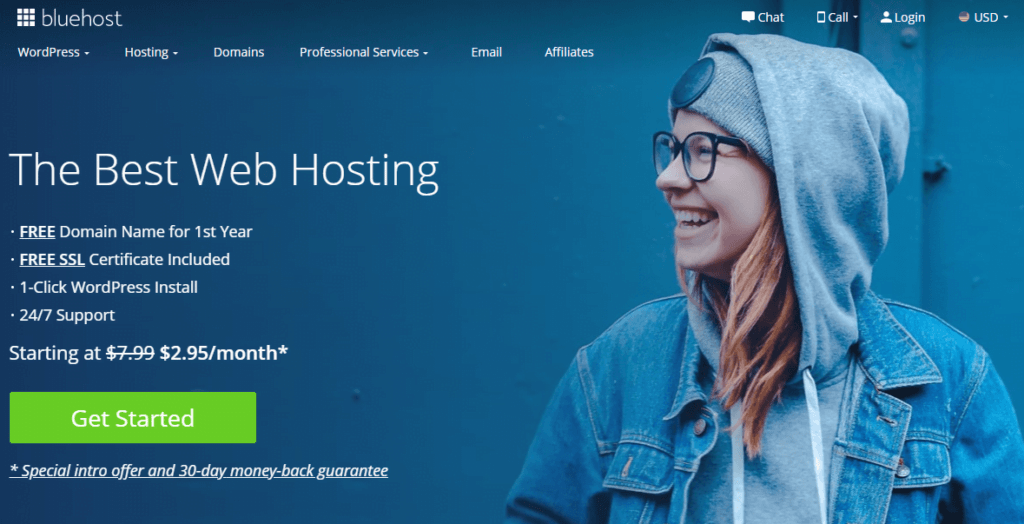 bluehost
Chat
Call
Login
USD
WordPress
Hosting
Domains
Professional Services
Email
Affiliates
The Best Web Hosting
· FREE Domain Name for 1st Year
· FREE SSL Certificate Included
· 1-Click WordPress Install
· 24/7 Support
Starting at $7.99 $2.95/month*
Get Started
* Special intro offer and 30-day money-back guarantee